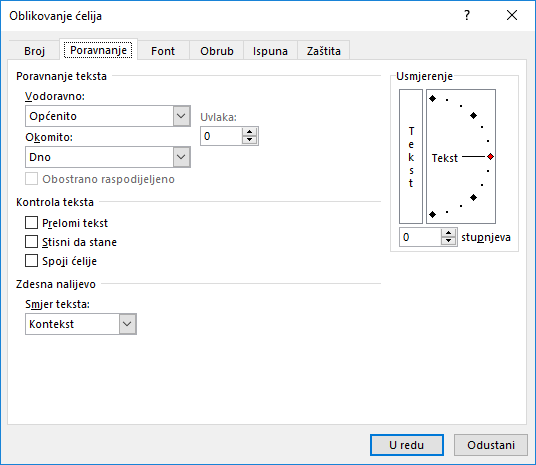 Oblikovanje ćelija
Broj Poravnanje Font Obrub Ispuna Zaštita
Poravnanje teksta
Vodoravno:
Općenito
Uvlaka:
0
Okomito:
Dno
Obostrano raspodijeljeno
Kontrola teksta
Prelomi tekst
Stisni da stane
Spoji ćelije
Zdesna nalijevo
Smjer teksta:
Kontekst
Usmjerenje
Tekst
Tekst
0 stupnjeva
U redu Odustani